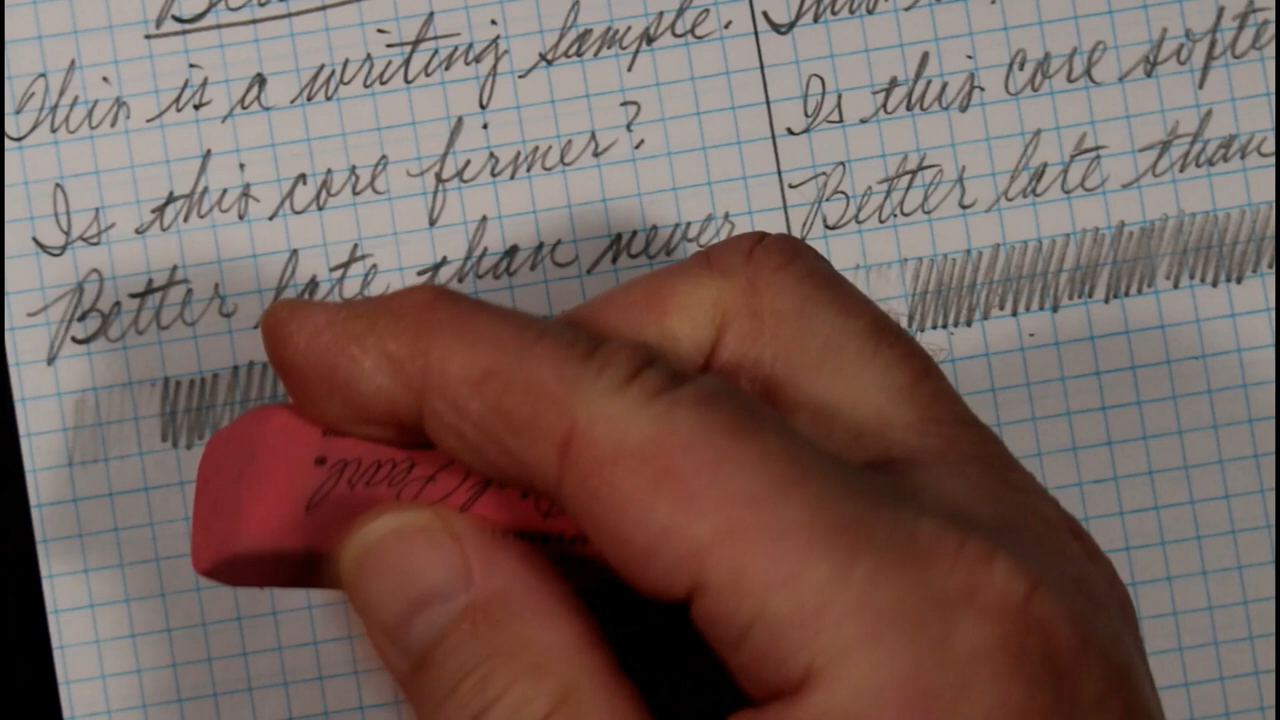 This is a writing sample.
Is this core firmer?
Better late than never
Is this core softe
Better late than
Pink Pearl.